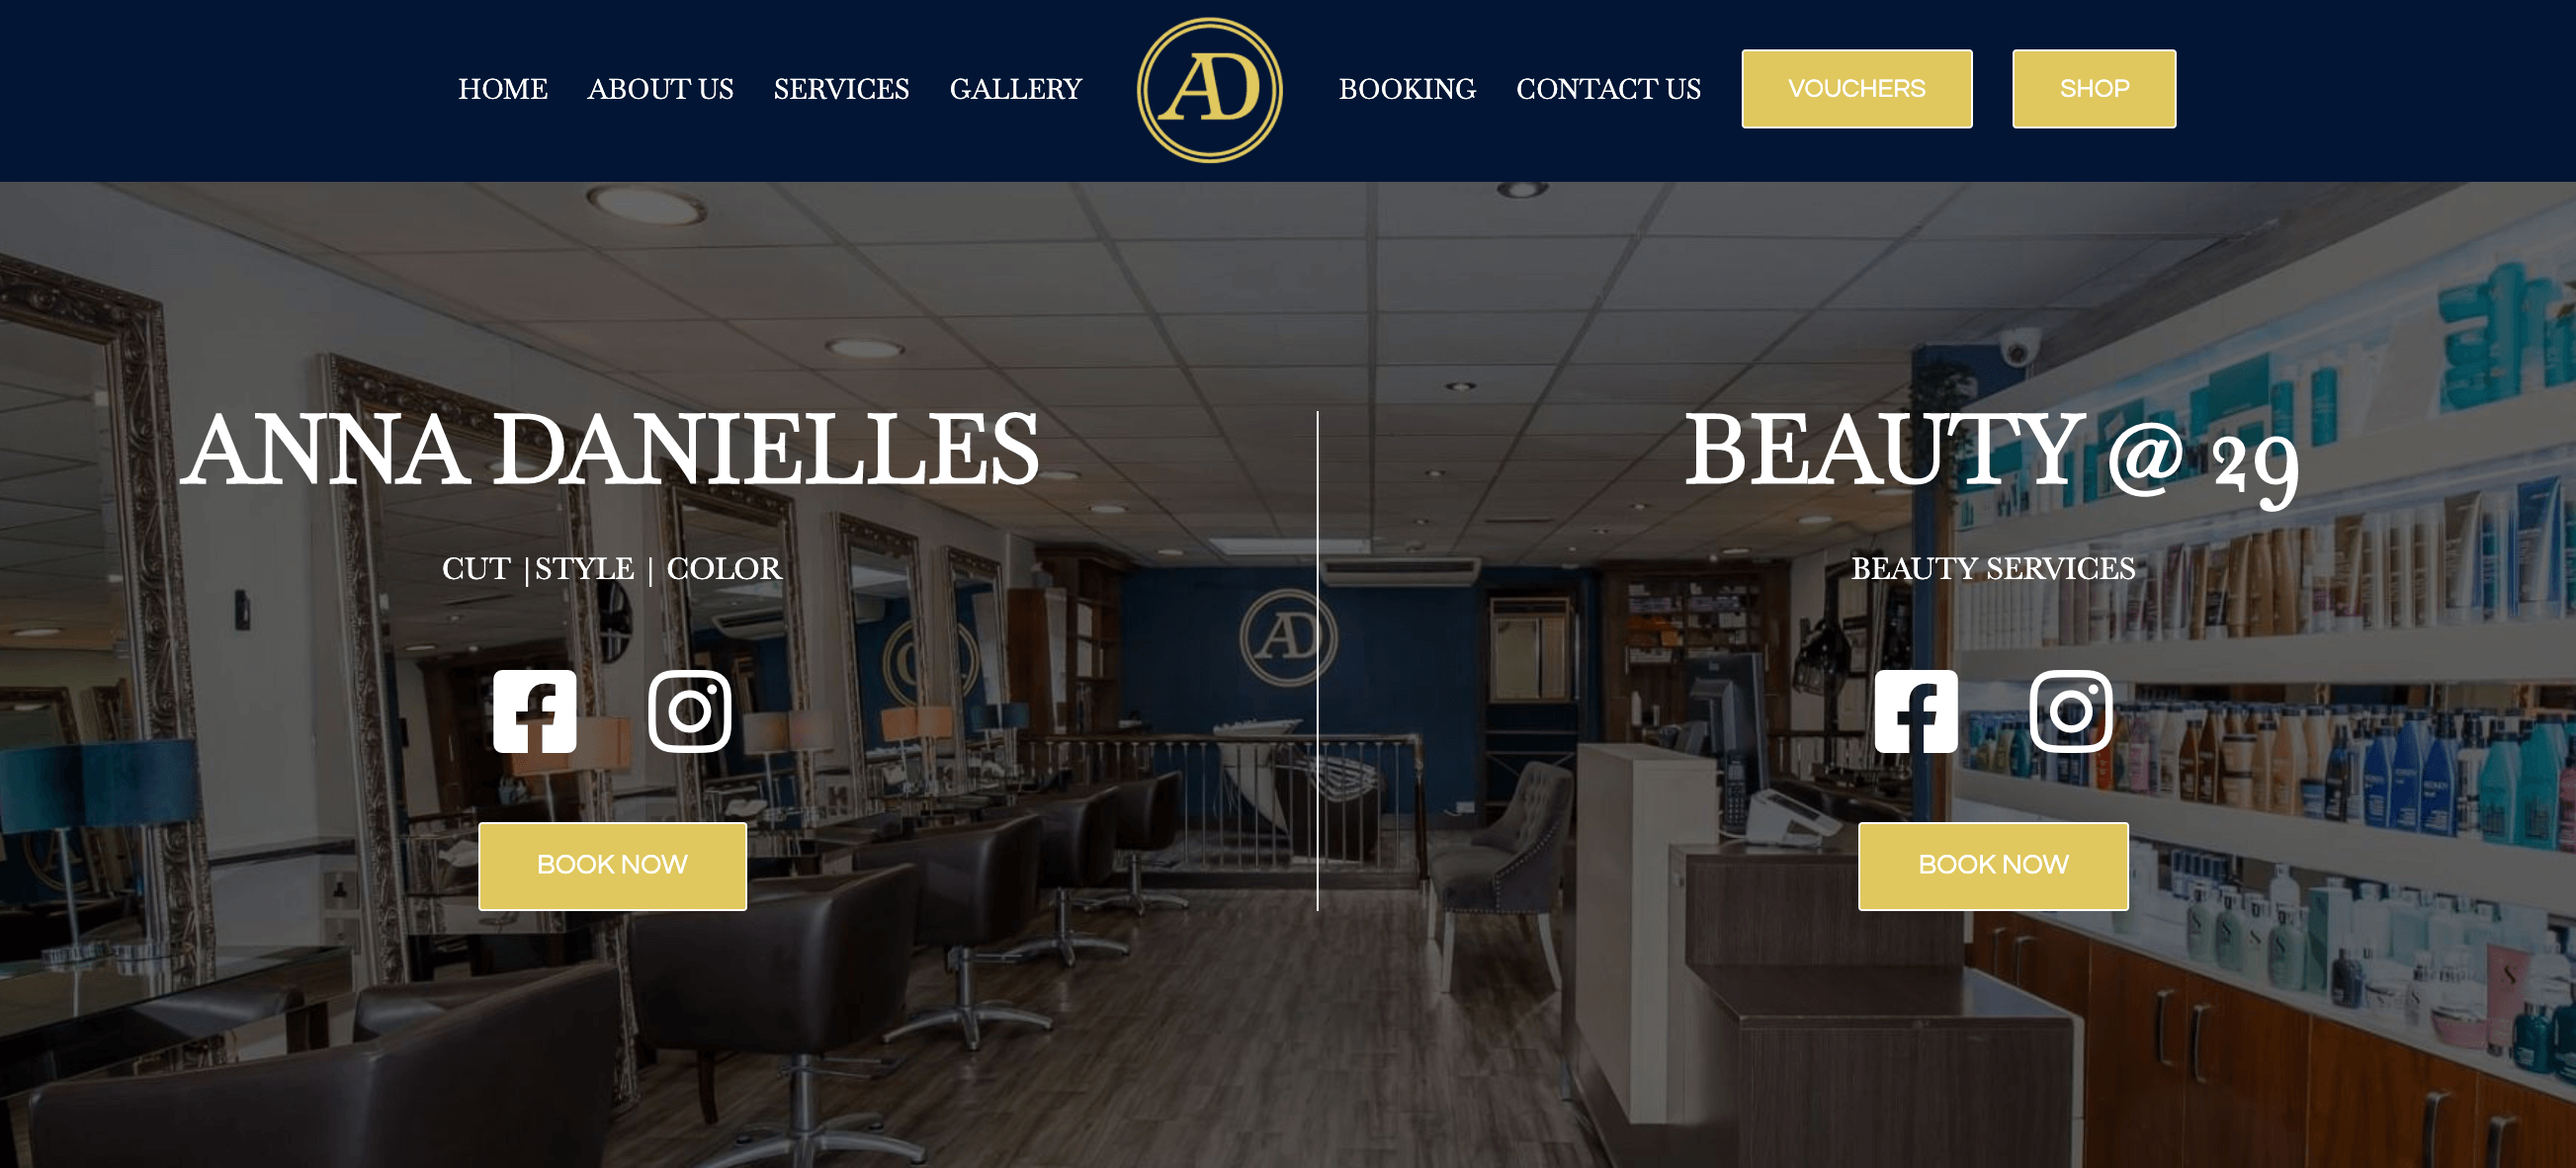 HOME ABOUT US SERVICES GALLERY AD BOOKING CONTACT US VOUCHERS SHOP
ANNA DANIELLES
CUT |STYLE | COLOR
BOOK NOW
BEAUTY @ 29
BEAUTY SERVICES
BOOK NOW
AD